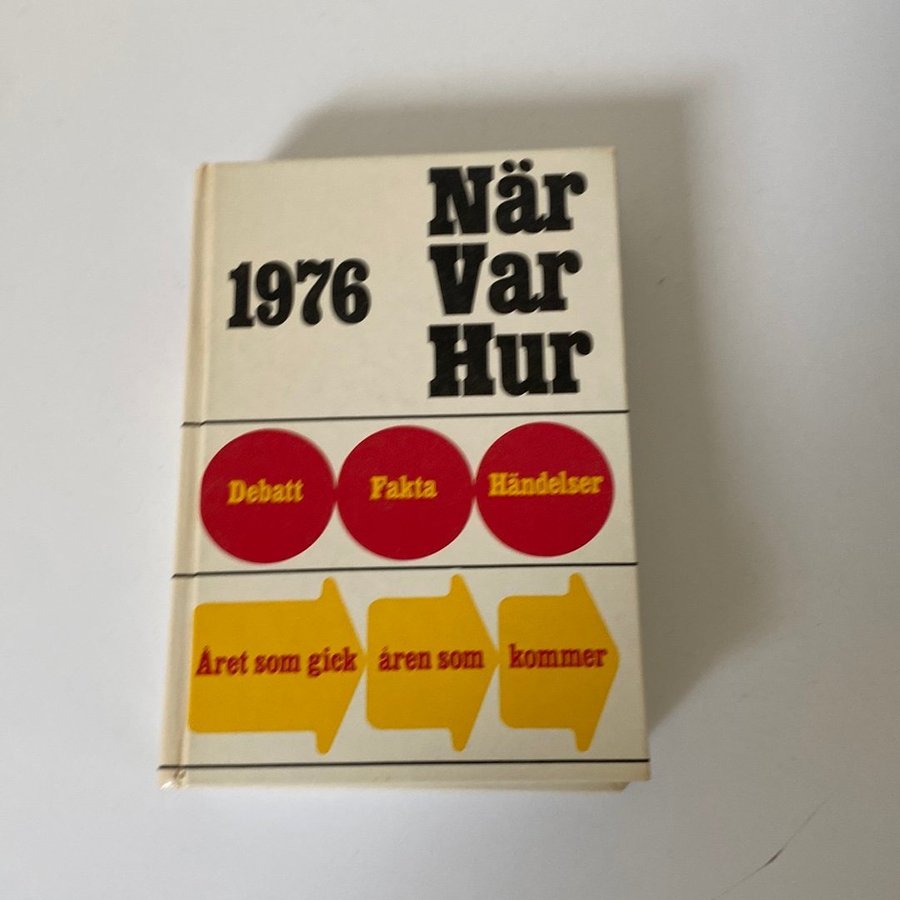 När
Var
Hur
1976
Debatt Fakta Händelser
Året som gick åren som kommer